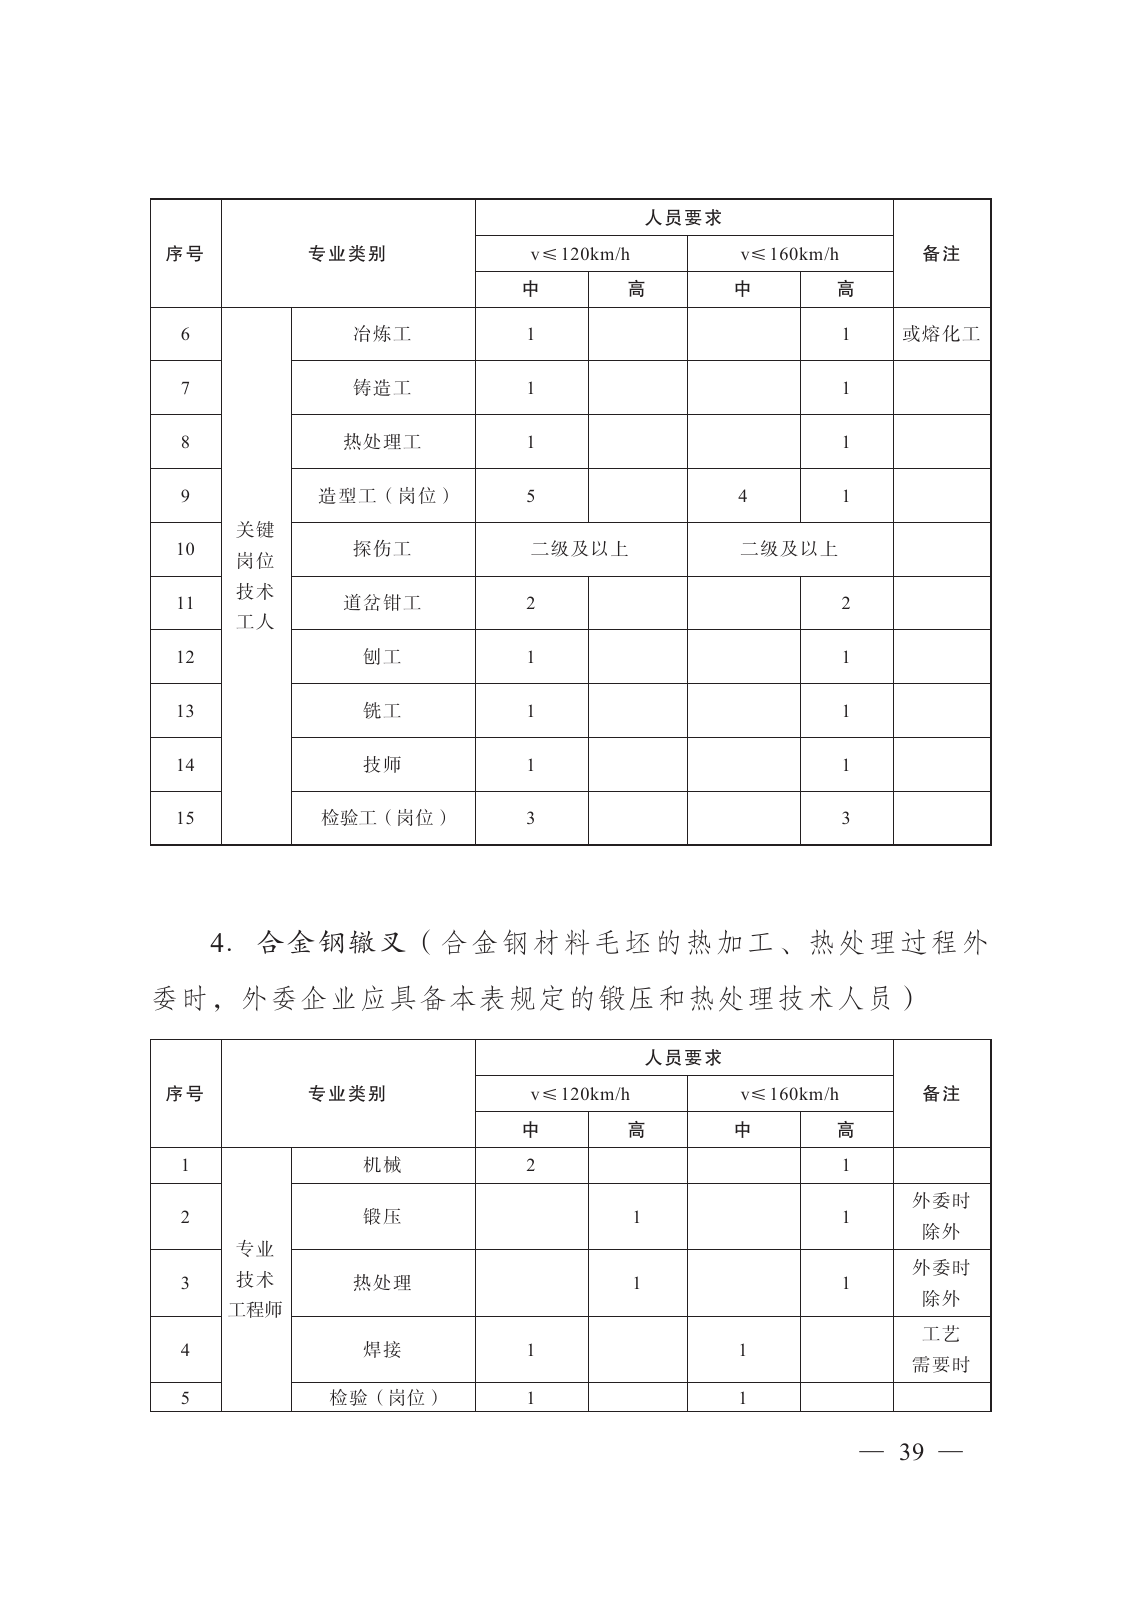 序号 专业类别 人员要求 备注
v≤120km/h v≤160km/h
中 高 中 高
6 冶炼工 1 1 或熔化工
7 铸造工 1 1
8 热处理工 1 1
9 造型工（岗位） 5 4 1
关键
岗位
技术
工人
10 探伤工 二级及以上 二级及以上
11 道岔钳工 2 2
12 刨工 1 1
13 铣工 1 1
14 技师 1 1
15 检验工（岗位） 3 3
4. 合金钢辙叉（合金钢材料毛坯的热加工、热处理过程外
委时，外委企业应具备本表规定的锻压和热处理技术人员）
序号 专业类别 人员要求 备注
v≤120km/h v≤160km/h
中 高 中 高
1 机械 2 1
2 锻压 1 1 外委时
除外
专业
技术
工程师
3 热处理 1 1 外委时
除外
4 焊接 1 1 工艺
需要时
5 检验（岗位） 1 1
— 39 —